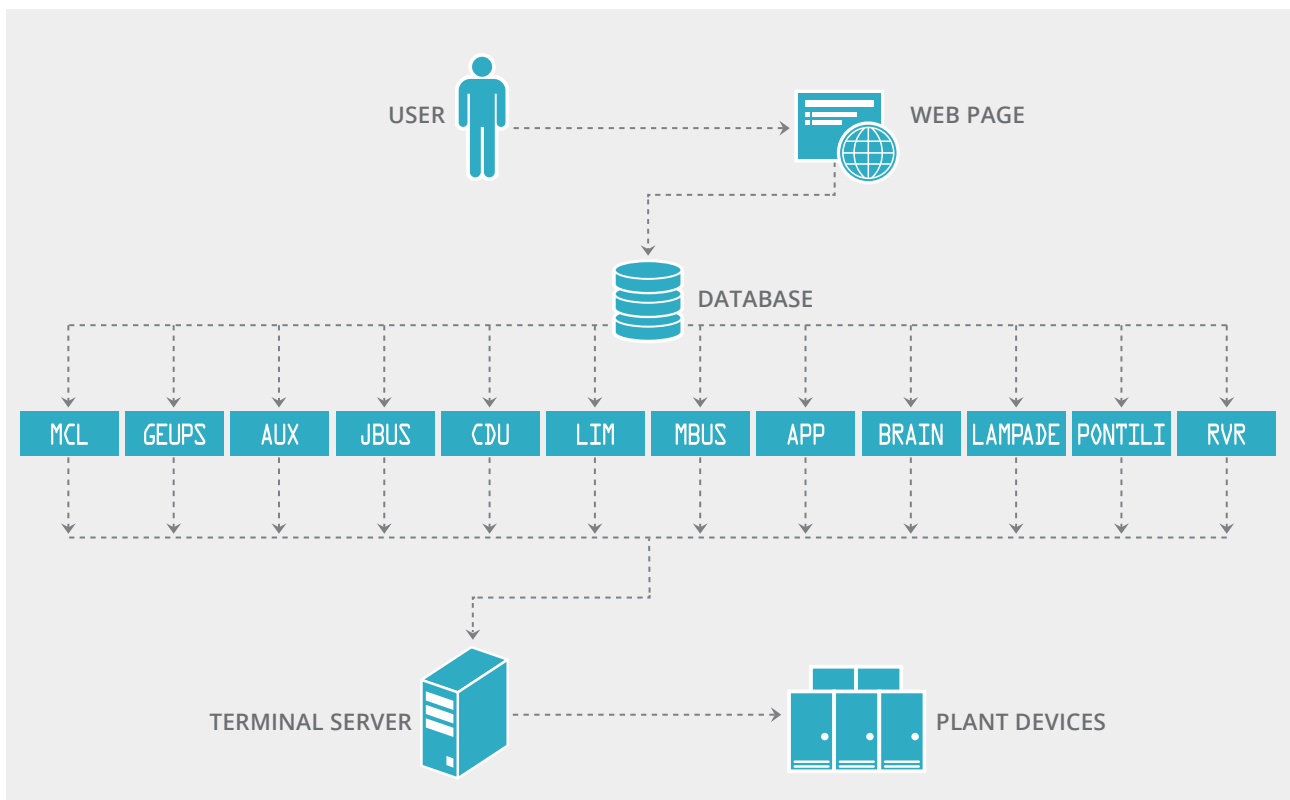 USER
WEB PAGE
DATABASE
MCL GEUPS AUX JBUS CDU LIM MBUS APP BRAIN LAMPADE PONTILI RVR
TERMINAL SERVER
PLANT DEVICES